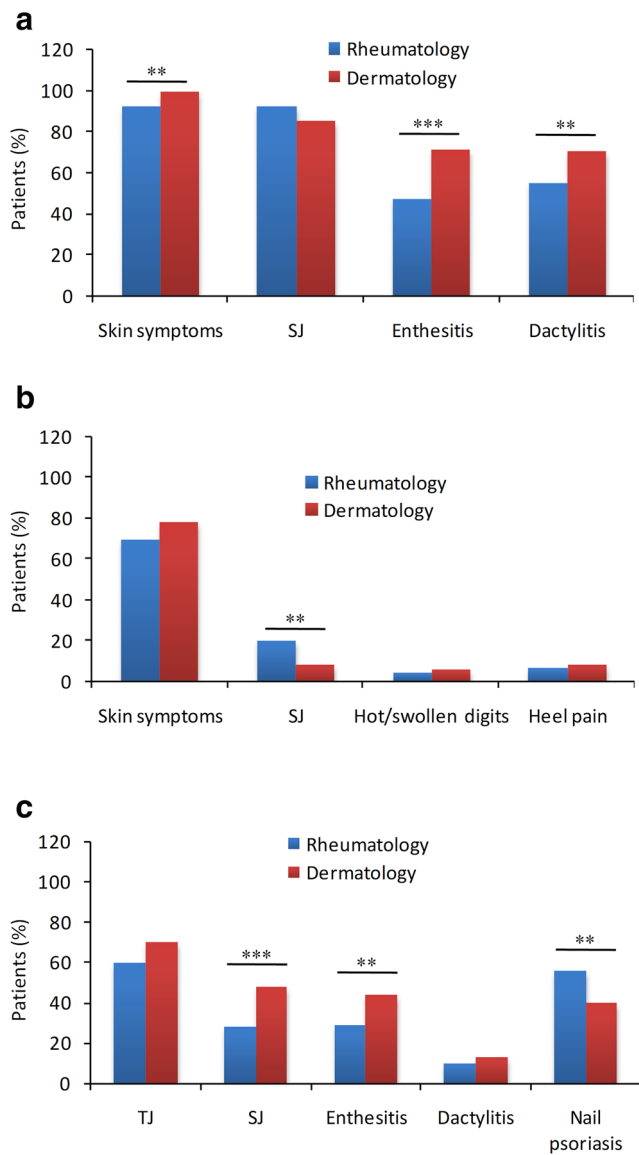 a
120
100
80
60
40
20
0
Patients (%)
Rheumatology
Dermatology
**
***
**
Skin symptoms
SJ
Enthesitis
Dactylitis
b
120
100
80
60
40
20
0
Patients (%)
Rheumatology
Dermatology
**
Skin symptoms
SJ
Hot/swollen digits
Heel pain
c
120
100
80
60
40
20
0
Patients (%)
Rheumatology
Dermatology
***
**
**
TJ
SJ
Enthesitis
Dactylitis
Nail
psoriasis